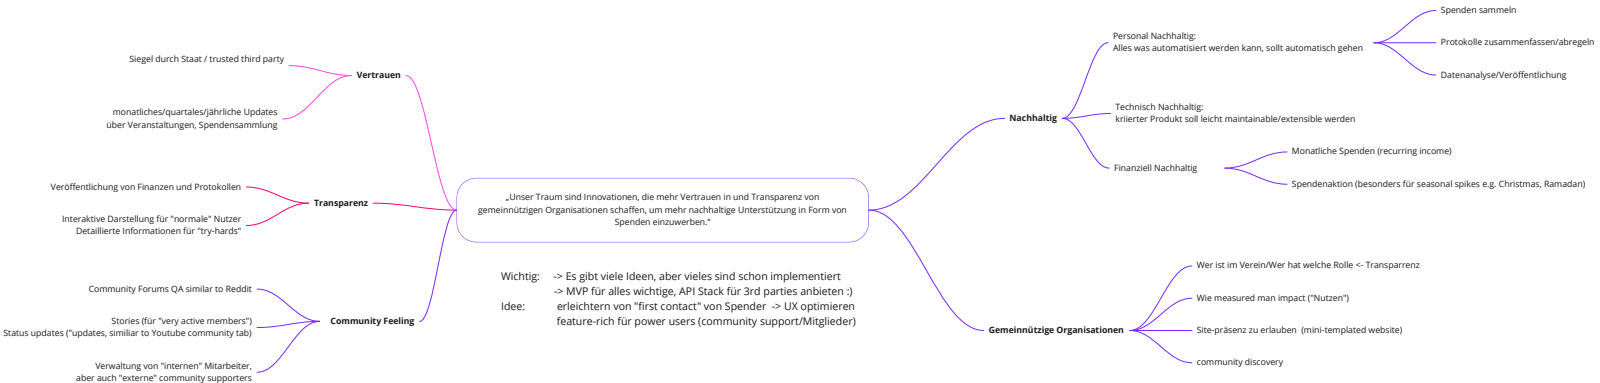 Siegel durch Staat / trusted third party
Vertrauen
monatliches/quartales/jährliche Updates
über Veranstaltungen, Spendensammlung
Veröffentlichung von Finanzen und Protokollen
Transparenz
Interaktive Darstellung für "normale" Nutzer
Detaillierte Informationen für "try-hards"
Community Forums QA similar to Reddit
Stories (für "very active members")
Status updates ("updates, similiar to Youtube community tab)
Community Feeling
Verwaltung von "internen" Mitarbeiter,
aber auch "externe" community supporters
„Unser Traum sind Innovationen, die mehr Vertrauen in und Transparenz von
gemeinnützigen Organisationen schaffen, um mehr nachhaltige Unterstützung in Form von
Spenden einzuwerben.“
Wichtig: -> Es gibt viele Ideen, aber vieles sind schon implementiert
-> MVP für alles wichtige, API Stack für 3rd parties anbieten :)
Idee: erleichtern von "first contact" von Spender -> UX optimieren
feature-rich für power users (community support/Mitglieder)
Nachhaltig
Personal Nachhaltig:
Alles was automatisiert werden kann, sollt automatisch gehen
Spenden sammeln
Protokolle zusammenfassen/abregeln
Datenanalyse/Veröffentlichung
Technisch Nachhaltig:
kriierter Produkt soll leicht maintainable/extensible werden
Finanziell Nachhaltig
Monatliche Spenden (recurring income)
Spendenaktion (besonders für seasonal spikes e.g. Christmas, Ramadan)
Gemeinnützige Organisationen
Wer ist im Verein/Wer hat welche Rolle <- Transparrenz
Wie measured man impact ("Nutzen")
Site-präsenz zu erlauben (mini-templated website)
community discovery